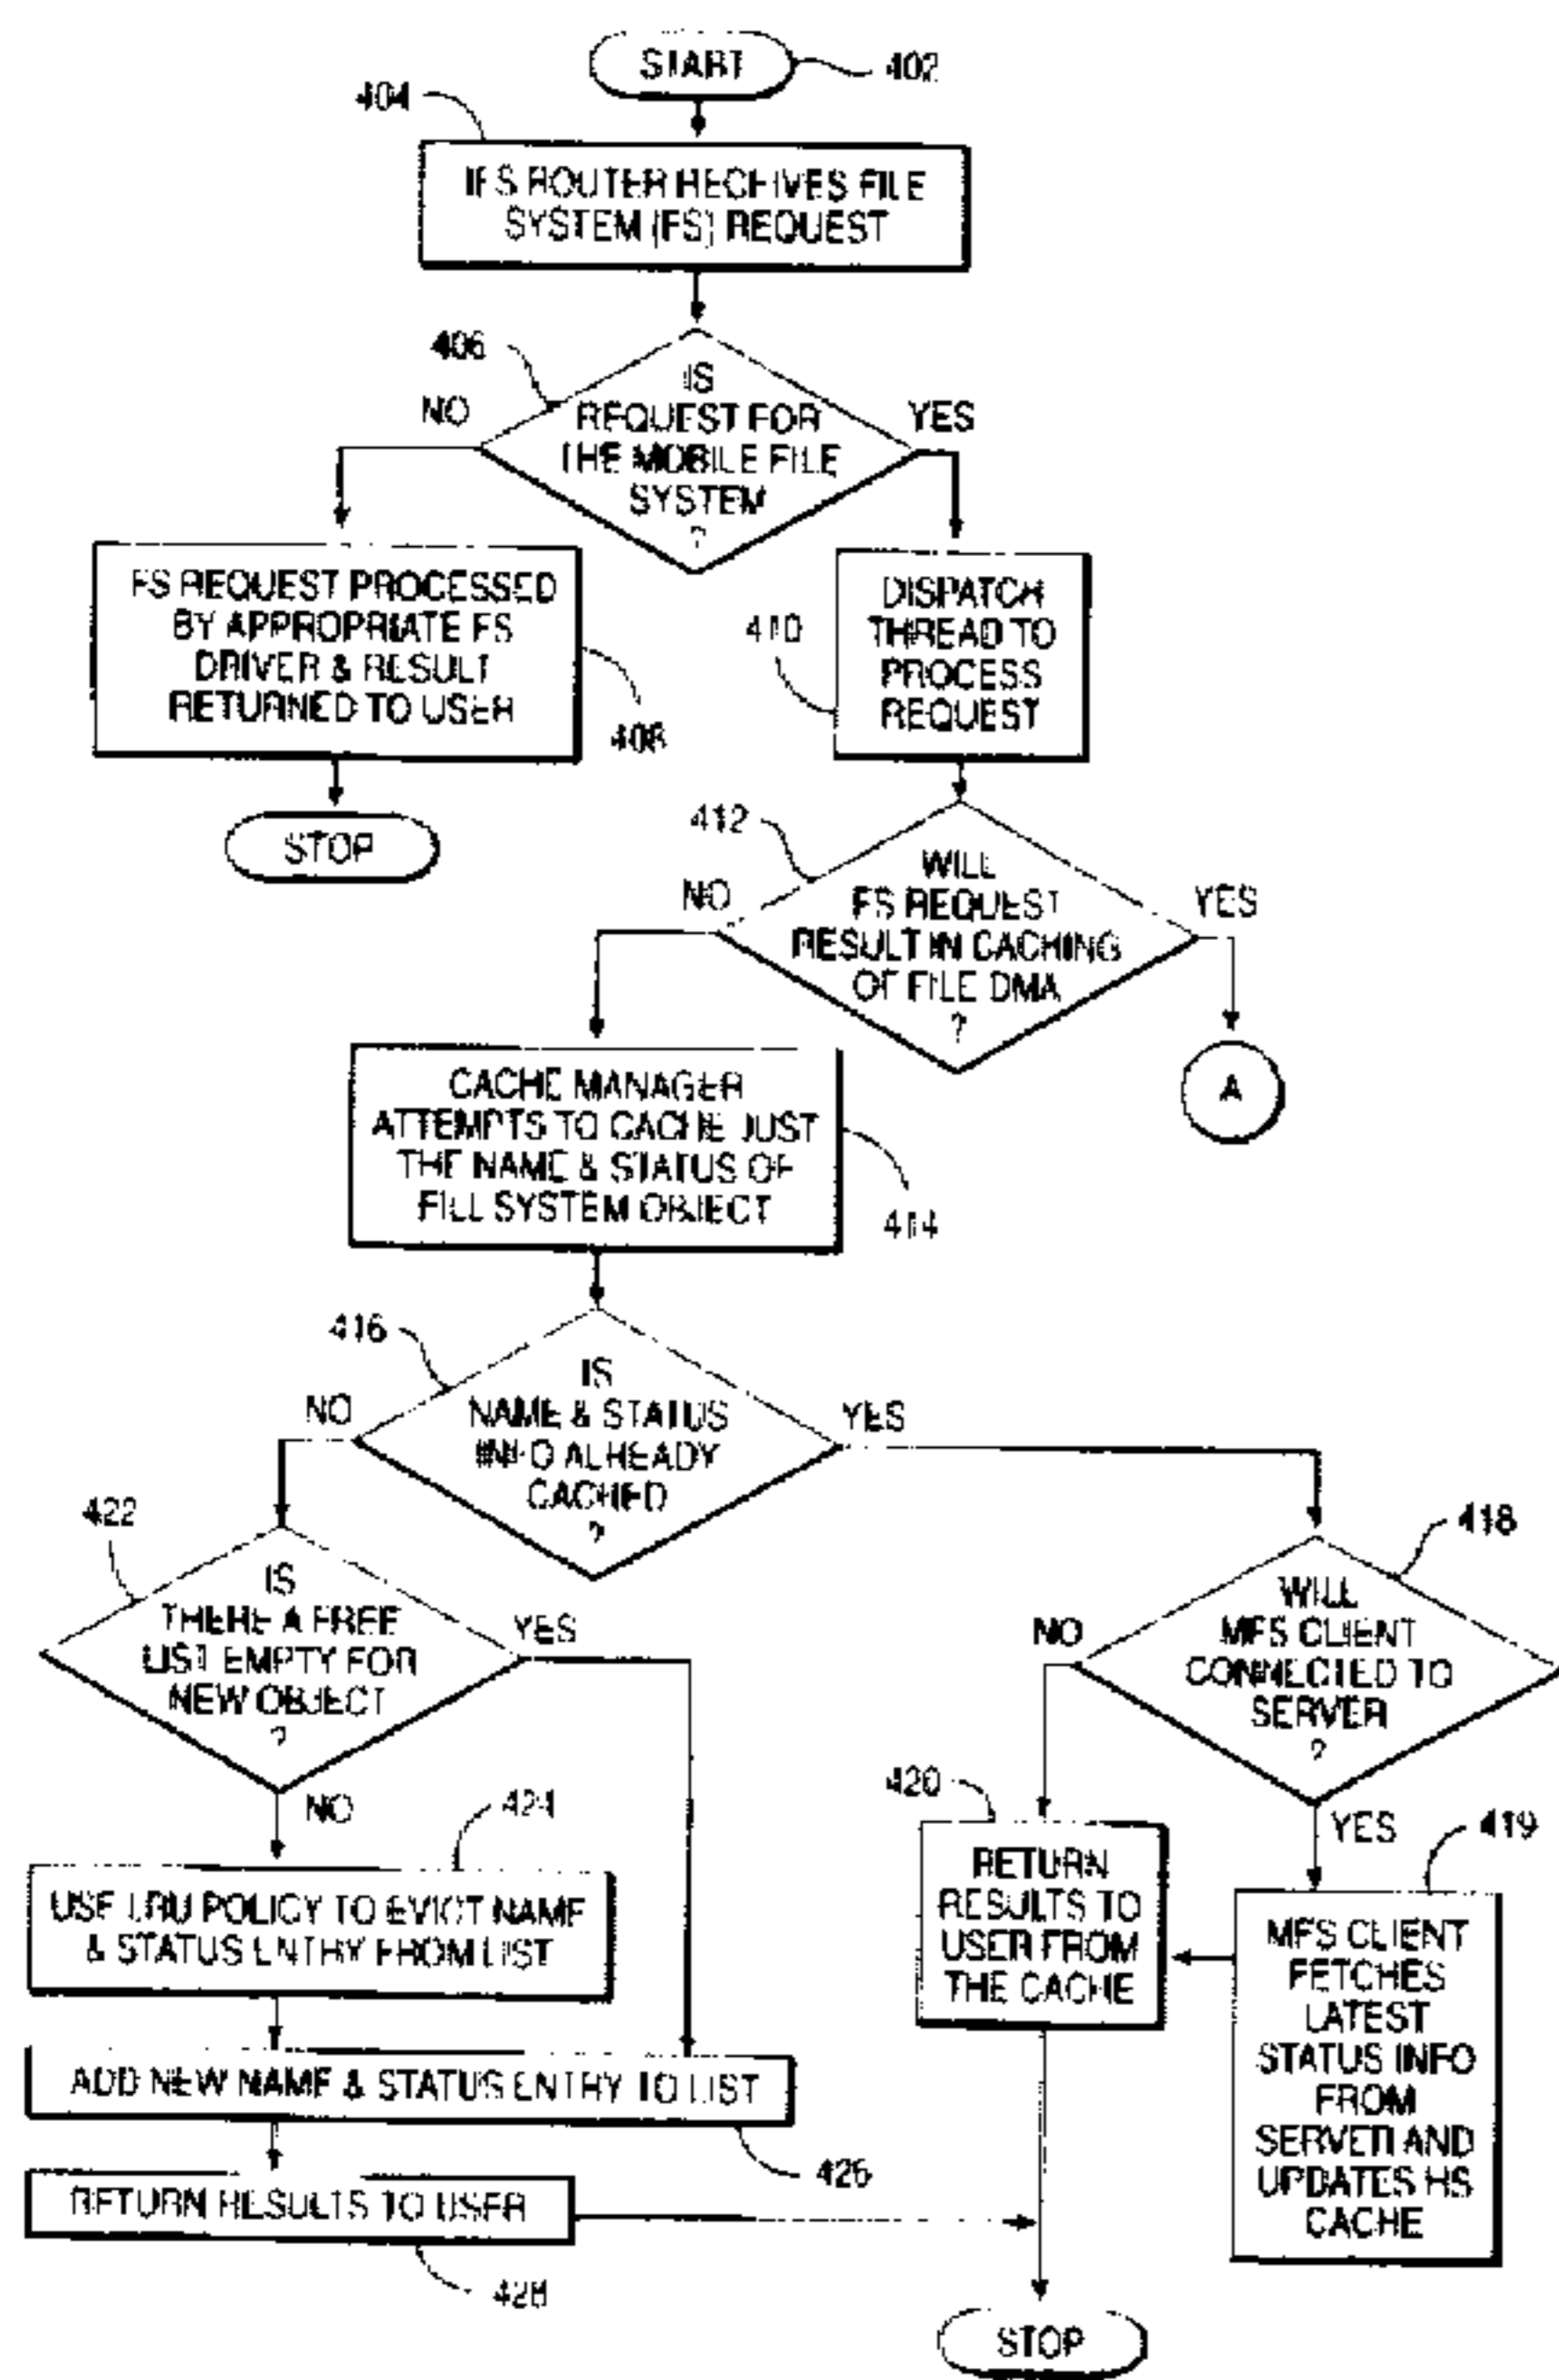 START
402
404
IFS ROUTER RECEIVES FILE
SYSTEM (FS) REQUEST
406
IS
REQUEST FOR
THE MOBILE FILE
SYSTEM
?
NO
YES
FS REQUEST PROCESSED
BY APPROPRIATE FS
DRIVER & RESULT
RETURNED TO USER
408
STOP
DISPATCH
THREAD TO
PROCESS
REQUEST
410
412
WILL
FS REQUEST
RESULT IN CACHING
OF FILE DMA
?
NO
YES
A
CACHE MANAGER
ATTEMPTS TO CACHE JUST
THE NAME & STATUS OF
FILL SYSTEM OBJECT
414
416
IS
NAME & STATUS
INFO ALREADY
CACHED
?
NO
YES
422
IS
THERE A FREE
LIST EMPTY FOR
NEW OBJECT
?
YES
NO
418
WILL
MFS CLIENT
CONNECTED TO
SERVER
?
NO
YES
424
USE LRU POLICY TO EVICT NAME
& STATUS ENTRY FROM LIST
420
RETURN
RESULTS TO
USER FROM
THE CACHE
419
MFS CLIENT
FETCHES
LATEST
STATUS INFO
FROM
SERVER AND
UPDATES HS
CACHE
ADD NEW NAME & STATUS ENTRY TO LIST
426
RETURN RESULTS TO USER
428
STOP